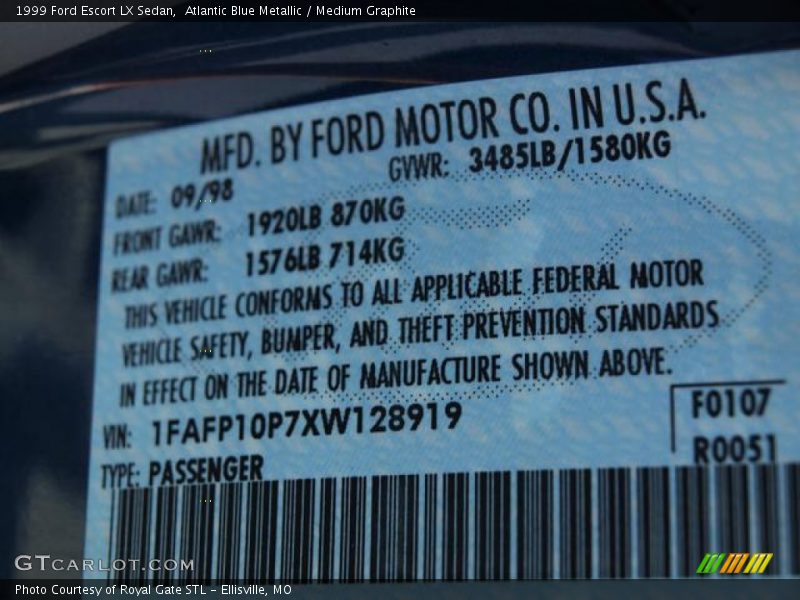 1999 Ford Escort LX Sedan,  Atlantic Blue Metallic / Medium Graphite
MFD. BY FORD MOTOR CO. IN U.S.A.
DATE: 09/98
GVWR: 3485LB/1580KG
FRONT GAWR: 1920LB 870KG
REAR GAWR: 1576LB 714KG
THIS VEHICLE CONFORMS TO ALL APPLICABLE FEDERAL MOTOR
VEHICLE SAFETY, BUMPER, AND THEFT PREVENTION STANDARDS
IN EFFECT ON THE DATE OF MANUFACTURE SHOWN ABOVE.
VIN: 1FAFP10P7XW128919
F0107
R0051
TYPE: PASSENGER
GTCARLOT.COM
Photo Courtesy of Royal Gate STL - Ellisville, MO